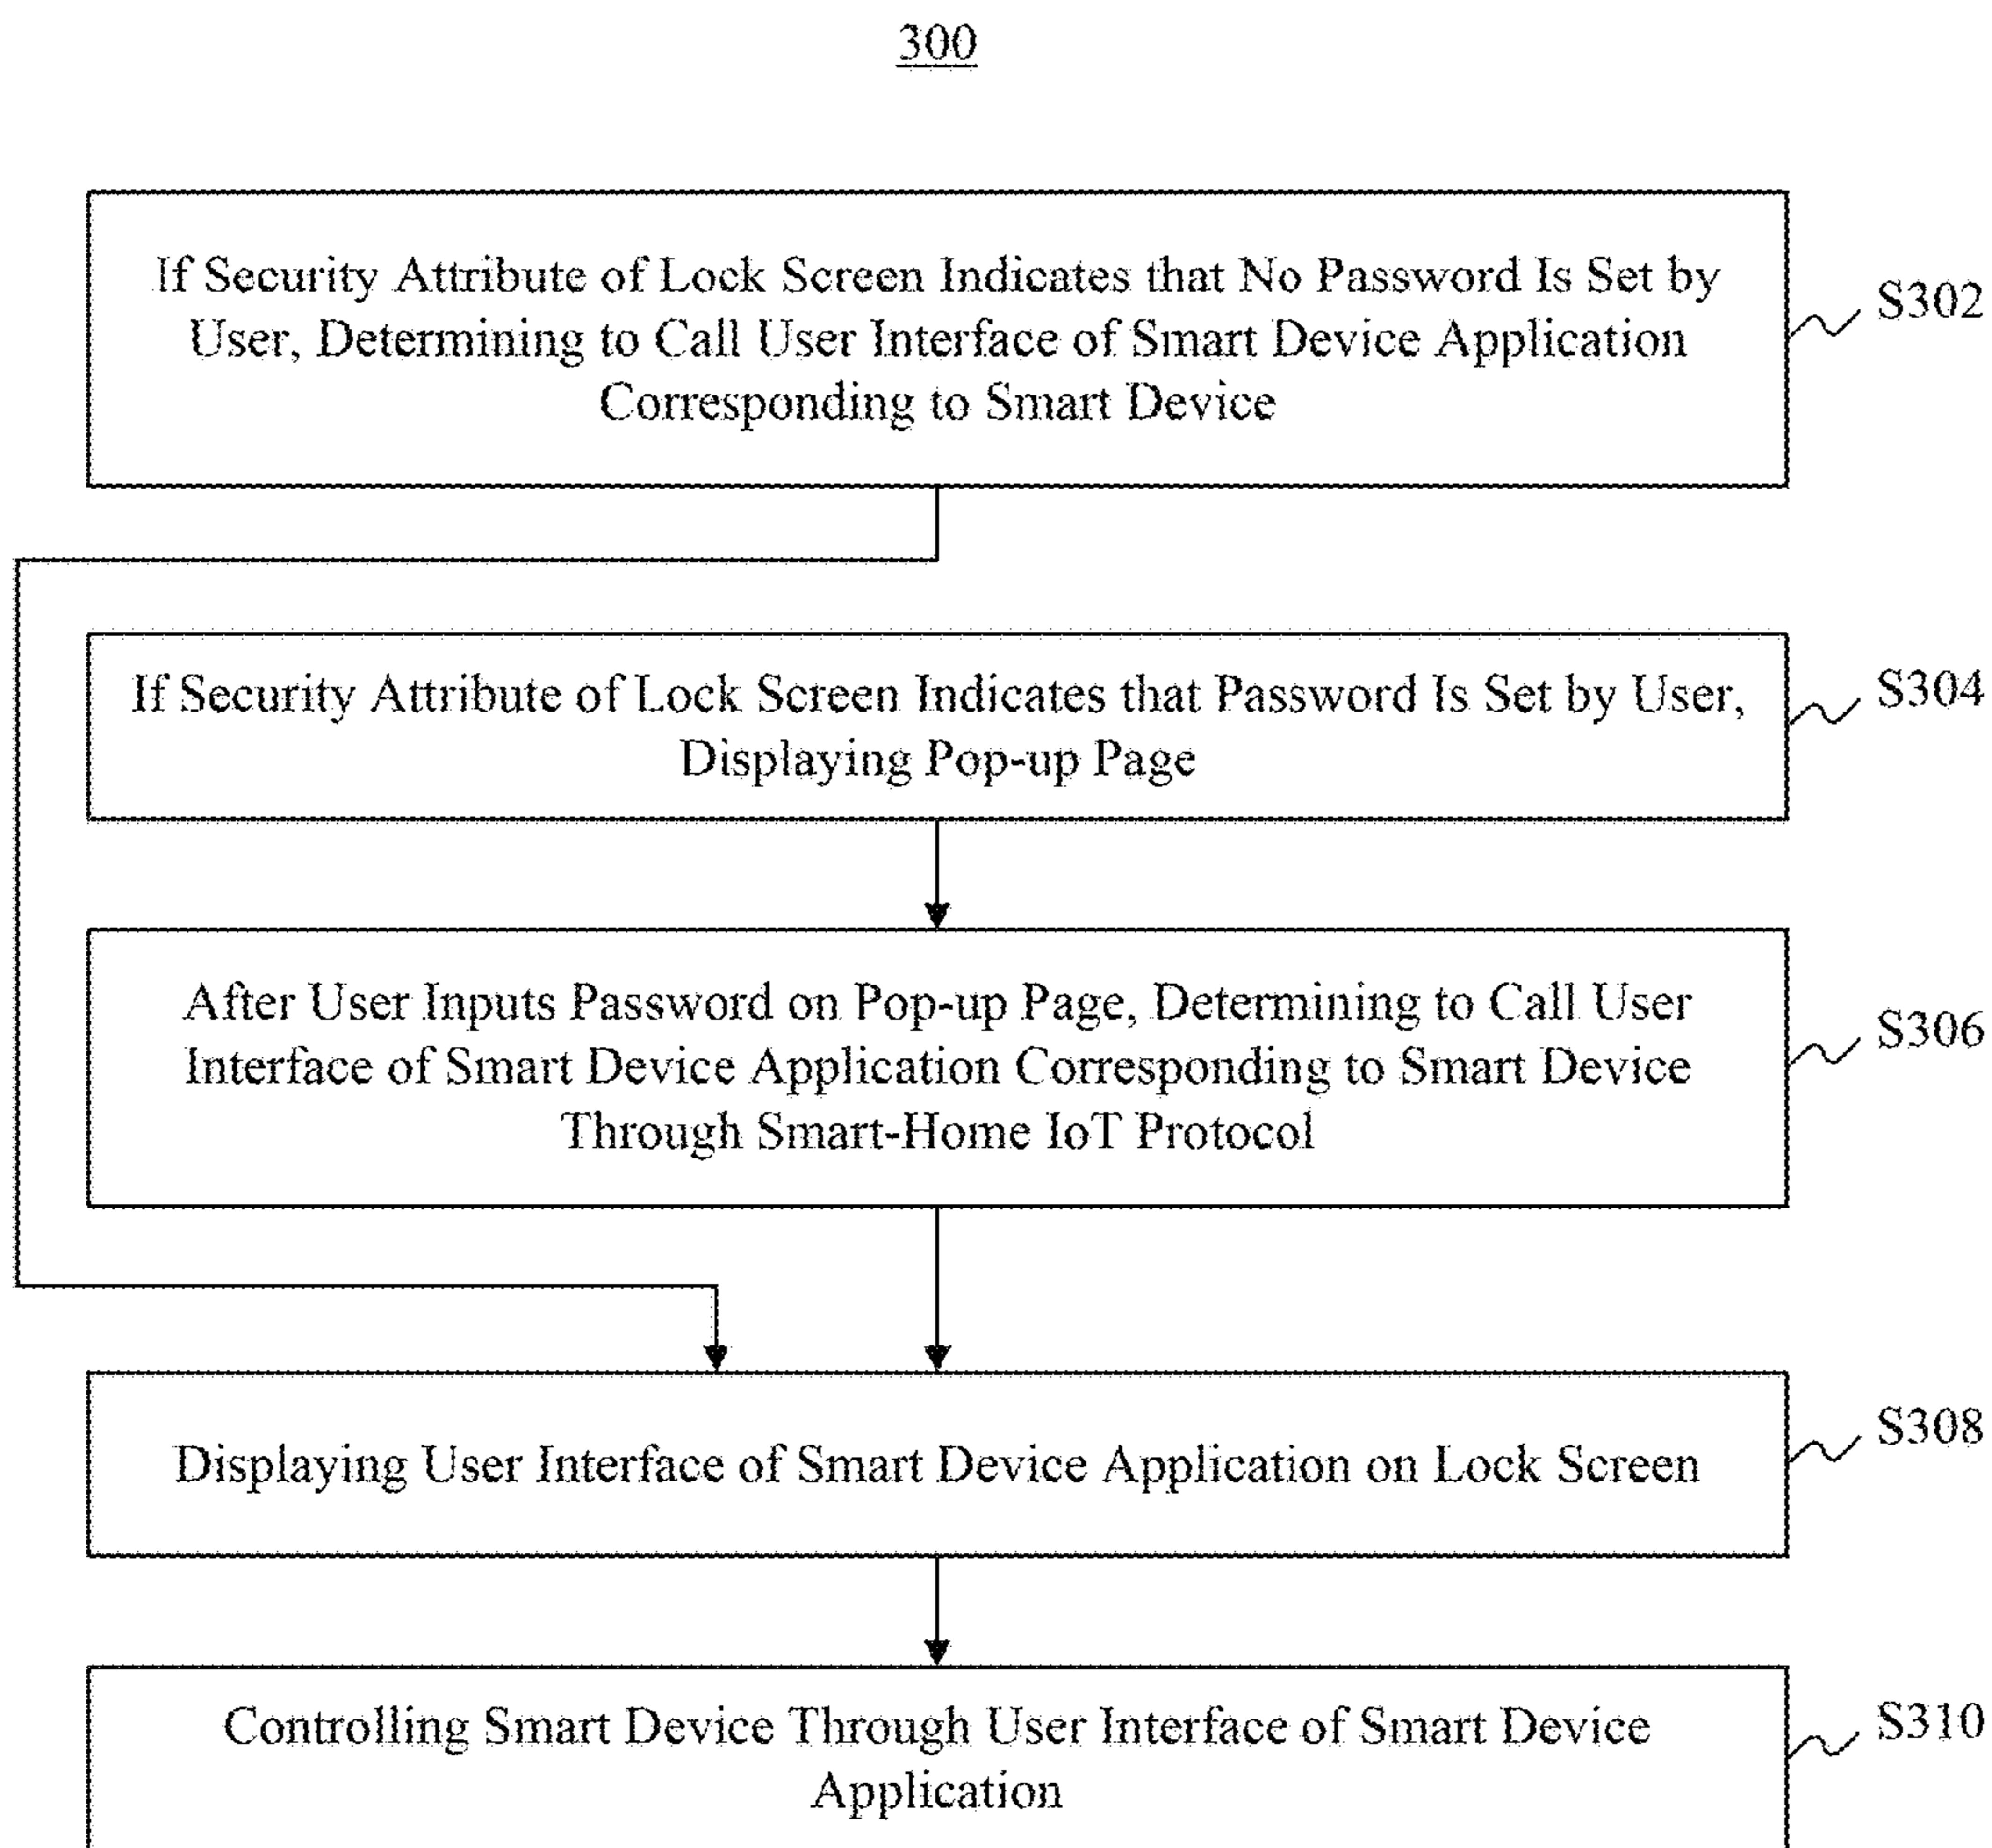 300
If Security Attribute of Lock Screen Indicates that No Password Is Set by
User, Determining to Call User Interface of Smart Device Application
Corresponding to Smart Device
S302
If Security Attribute of Lock Screen Indicates that Password Is Set by User,
Displaying Pop-up Page
S304
After User Inputs Password on Pop-up Page, Determining to Call User
Interface of Smart Device Application Corresponding to Smart Device
Through Smart-Home IoT Protocol
S306
Displaying User Interface of Smart Device Application on Lock Screen
S308
Controlling Smart Device Through User Interface of Smart Device
Application
S310